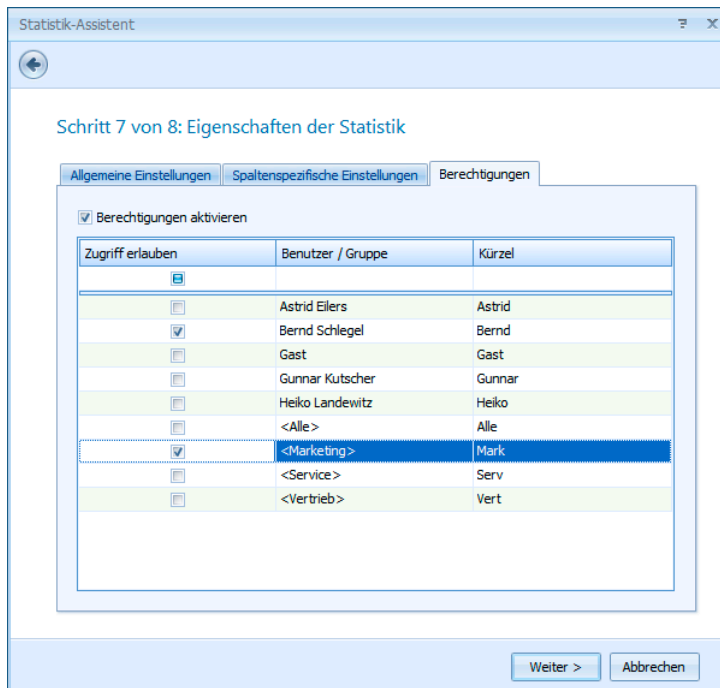 Statistik-Assistent
Schritt 7 von 8: Eigenschaften der Statistik
Allgemeine Einstellungen Spaltenspezifische Einstellungen Berechtigungen
Berechtigungen aktivieren
Zugriff erlauben Benutzer / Gruppe Kürzel
Astrid Eilers Astrid
Bernd Schlegel Bernd
Gast Gast
Gunnar Kutscher Gunnar
Heiko Landewitz Heiko
<Alle> Alle
<Marketing> Mark
<Service> Serv
<Vertrieb> Vert
Weiter > Abbrechen